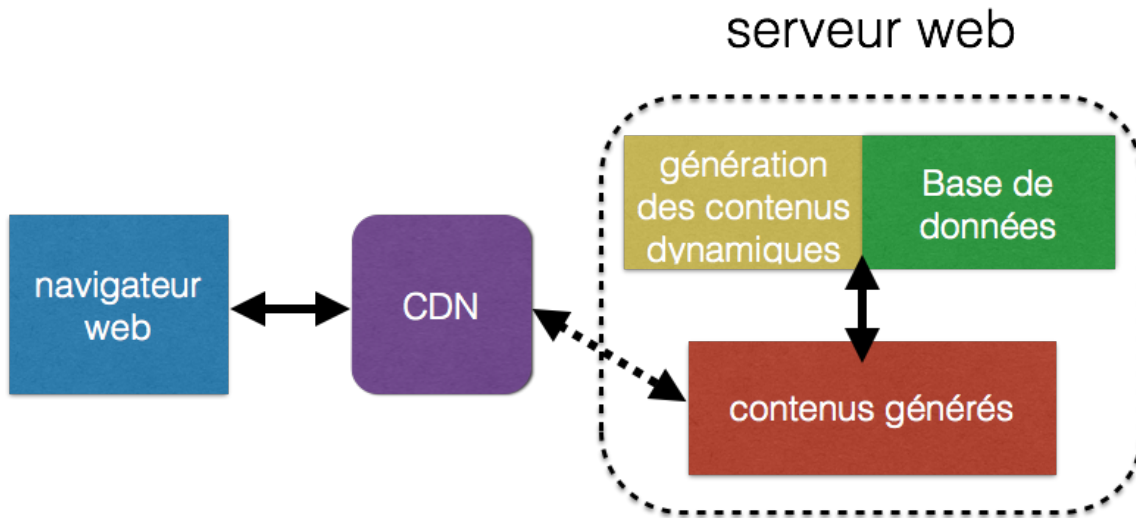 serveur web
génération
des contenus
dynamiques
Base de
données
navigateur
web
CDN
contenus générés